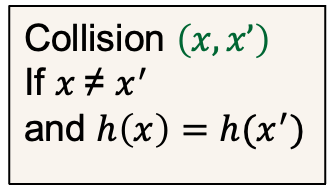 Collision (x, x′)
If x ≠ x′
and h(x) = h(x′)